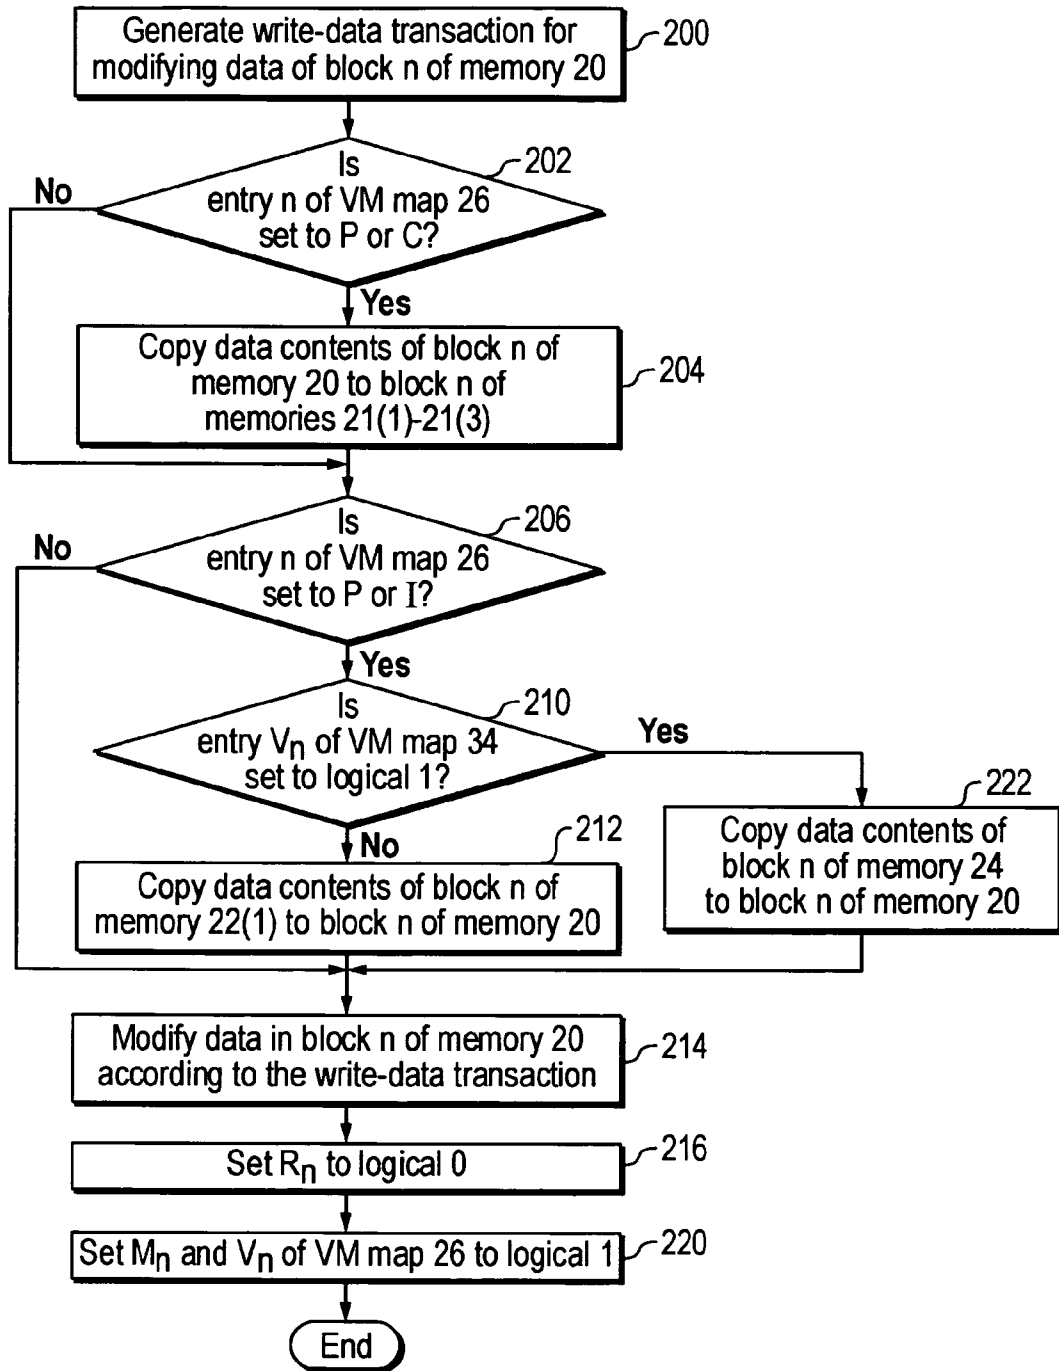 Generate write-data transaction for
modifying data of block n of memory 20
200
Is
entry n of VM map 26
set to P or C?
202
No
Yes
Copy data contents of block n of
memory 20 to block n of
memories 21(1)-21(3)
204
Is
entry n of VM map 26
set to P or I?
206
No
Yes
Is
entry Vn of VM map 34
set to logical 1?
210
Yes
No
212
Copy data contents of block n of
memory 22(1) to block n of memory 20
222
Copy data contents of
block n of memory 24
to block n of memory 20
Modify data in block n of memory 20
according to the write-data transaction
214
Set Rn to logical 0
216
Set Mn and Vn of VM map 26 to logical 1
220
End